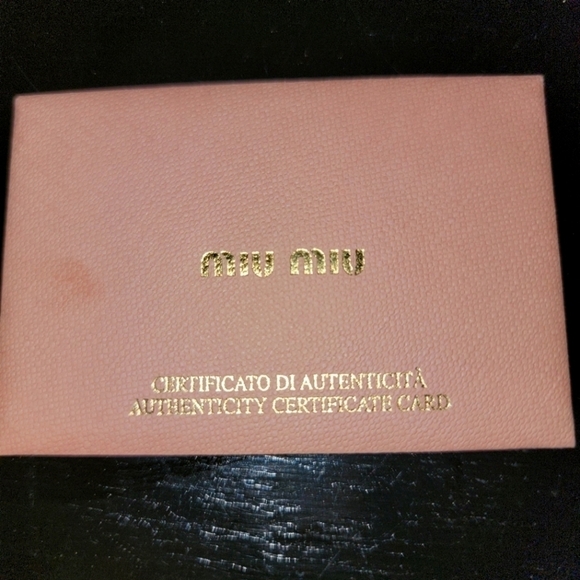 miu miu
CERTIFICATO DI AUTENTICITÀ
AUTHENTICITY CERTIFICATE CARD